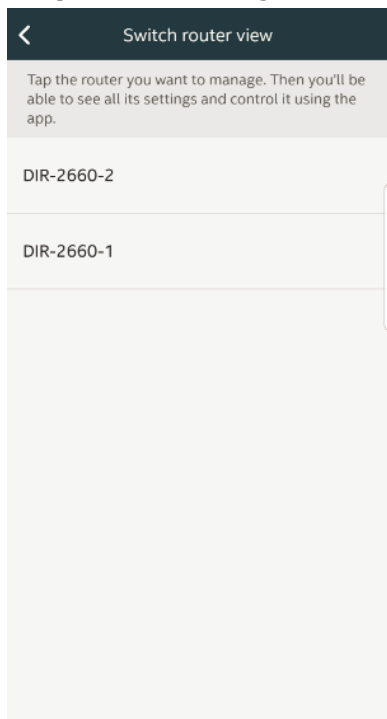 Switch router view
Tap the router you want to manage. Then you'll be
able to see all its settings and control it using the
app.
DIR-2660-2
DIR-2660-1